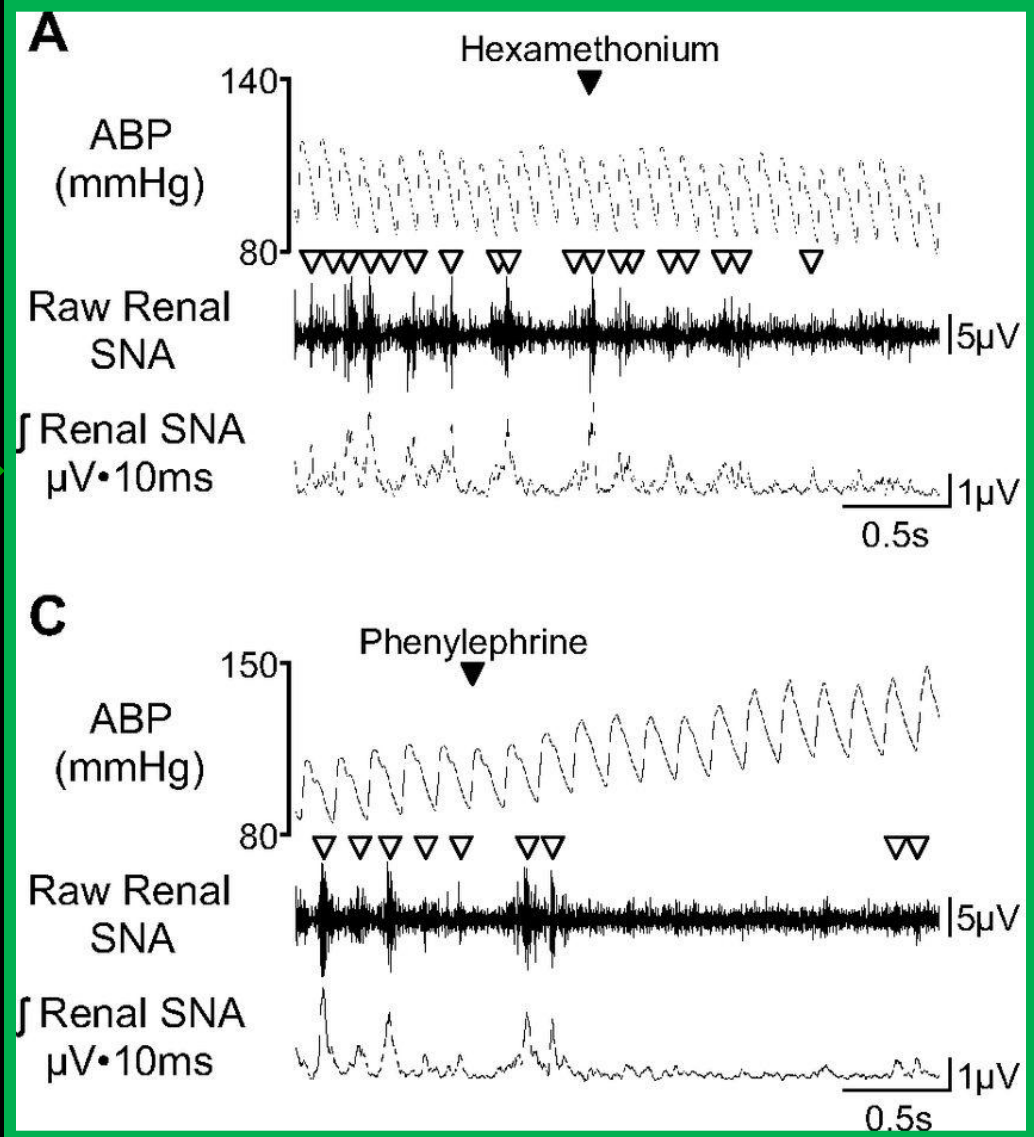 A
Hexamethonium
140
ABP
(mmHg)
80
Raw Renal
SNA
5µV
∫ Renal SNA
µV•10ms
1µV
0.5s
C
Phenylephrine
150
ABP
(mmHg)
80
Raw Renal
SNA
5µV
∫ Renal SNA
µV•10ms
1µV
0.5s